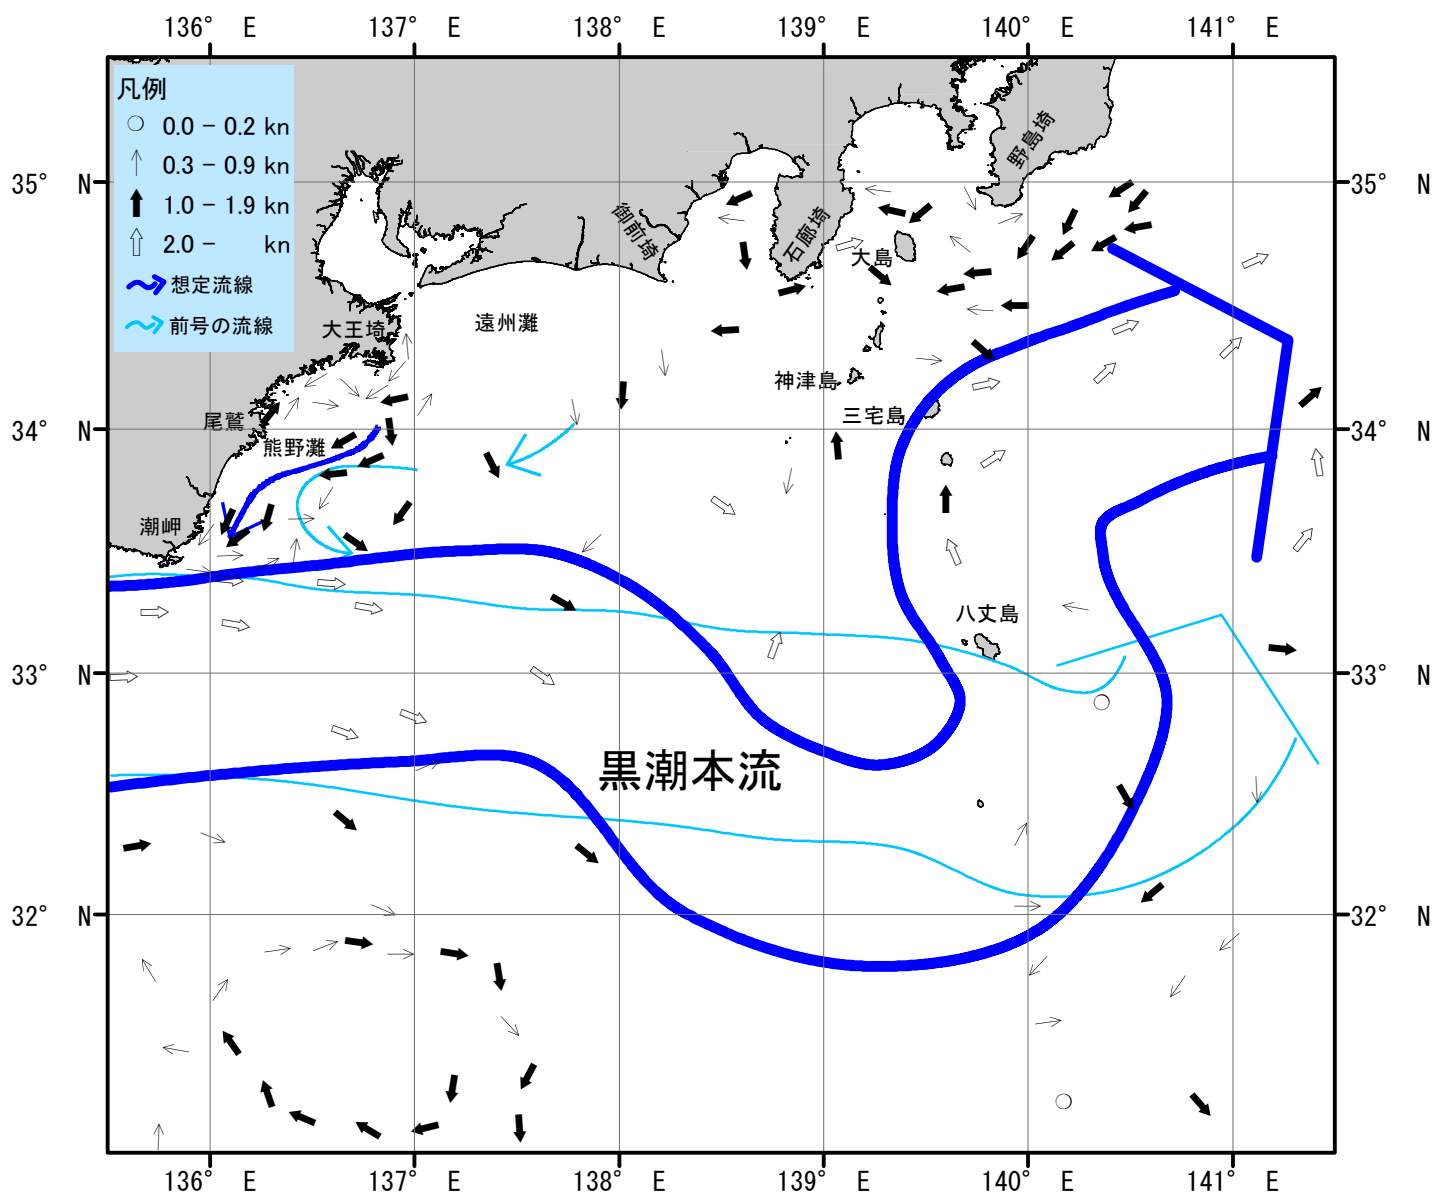 136° E 137° E 138° E 139° E 140° E 141° E
凡例
0.0 - 0.2 kn
0.3 - 0.9 kn
1.0 - 1.9 kn
2.0 - kn
想定流線
前号の流線
野島埼
35° N
35° N
御前埼
石廊埼
大島
大王埼
遠州灘
神津島
尾鷲
三宅島
34° N
34° N
熊野灘
潮岬
八丈島
33° N
33° N
黒潮本流
32° N
32° N
136° E 137° E 138° E 139° E 140° E 141° E